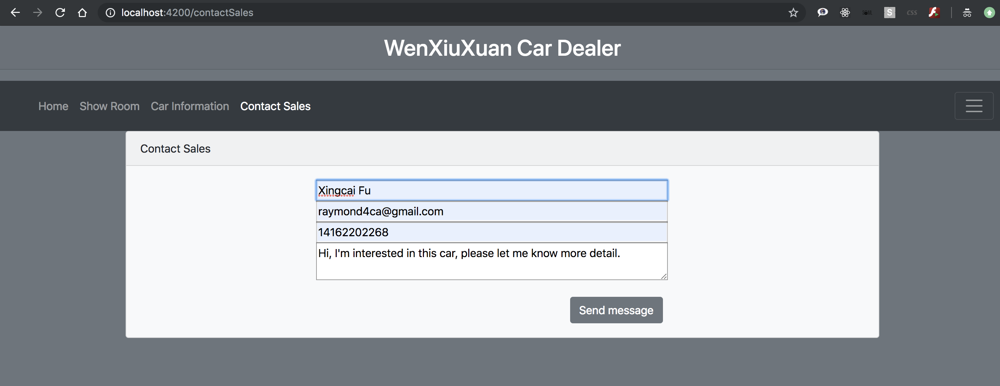 localhost:4200/contactSales
S
CSS
WenXiuXuan Car Dealer
Home Show Room Car Information Contact Sales
Contact Sales
Xingcai Fu
raymond4ca@gmail.com
14162202268
Hi, I'm interested in this car, please let me know more detail.
Send message